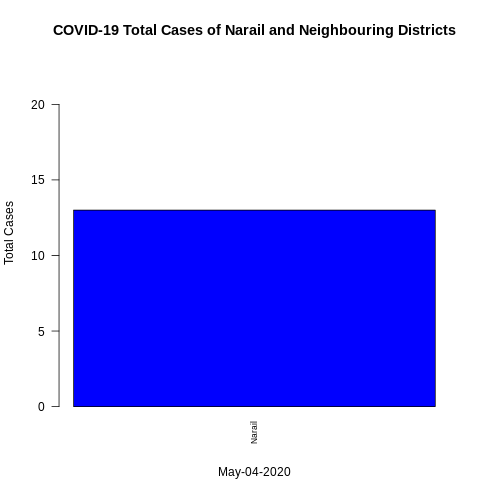 COVID-19 Total Cases of Narail and Neighbouring Districts
20
15
10
5
0
Total Cases
Narail
May-04-2020